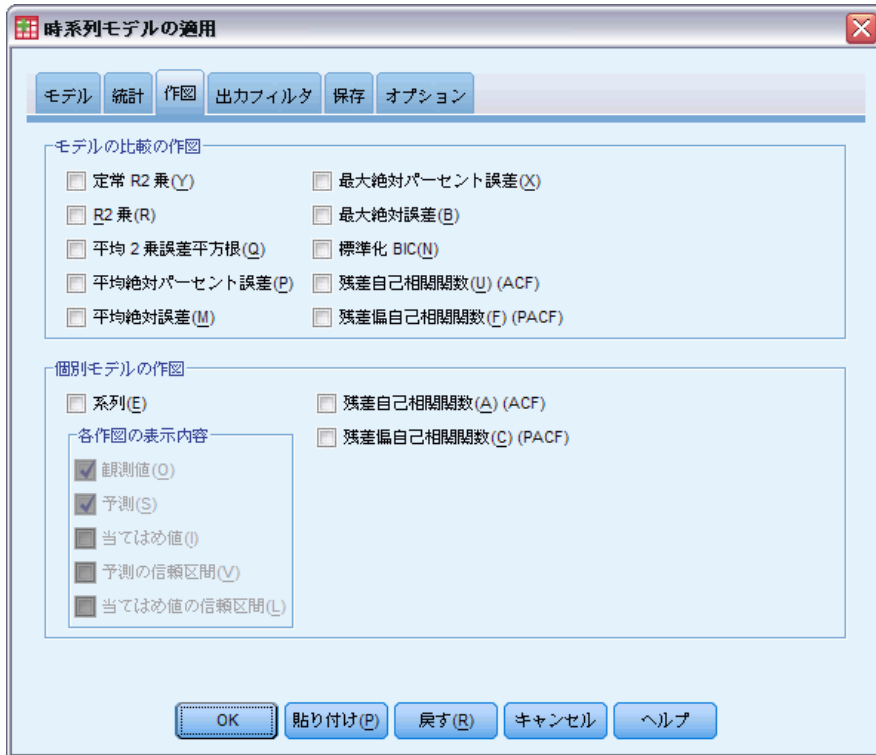 時系列モデルの適用
モデル 統計 作図 出力フィルタ 保存 オプション
モデルの比較の作図
定常 R2 乗(Y)
R2 乗(R)
平均 2 乗誤差平方根(Q)
平均絶対パーセント誤差(P)
平均絶対誤差(M)
最大絶対パーセント誤差(X)
最大絶対誤差(B)
標準化 BIC(N)
残差自己相関関数(U) (ACF)
残差偏自己相関関数(F) (PACF)
個別モデルの作図
系列(E)
各作図の表示内容
観測値(O)
予測(S)
当てはめ値(I)
予測の信頼区間(V)
当てはめ値の信頼区間(L)
残差自己相関関数(A) (ACF)
残差偏自己相関関数(C) (PACF)
OK 貼り付け(P) 戻す(R) キャンセル ヘルプ